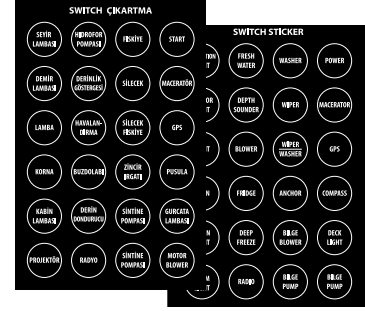 SWITCH ÇIKARTMA
SEYİR
LAMBASI
HİDROFOR
POMPASI
FISKİYE
START
DEMİR
LAMBASI
DERİNLİK
GÖSTERGESİ
SİLECEK
MACERATÖR
LAMBA
HAVALAN-
DIRMA
SİLECEK
FISKİYE
GPS
KORNA
BUZDOLABI
ZİNCİR
IRGATI
PUSULA
KABİN
LAMBASI
DERİN
DONDURUCU
SİNTİNE
POMPASI
GURCATA
LAMBASI
PROJEKTÖR
RADYO
SİNTİNE
POMPASI
MOTOR
BLOWER
SWITCH STICKER
FRESH
WATER
WASHER
POWER
DEPTH
SOUNDER
WIPER
MACERATOR
BLOWER
WIPER
WASHER
GPS
FRIDGE
ANCHOR
COMPASS
DEEP
FREEZE
BILGE
BLOWER
DECK
LIGHT
RADIO
BILGE
PUMP
BILGE
PUMP